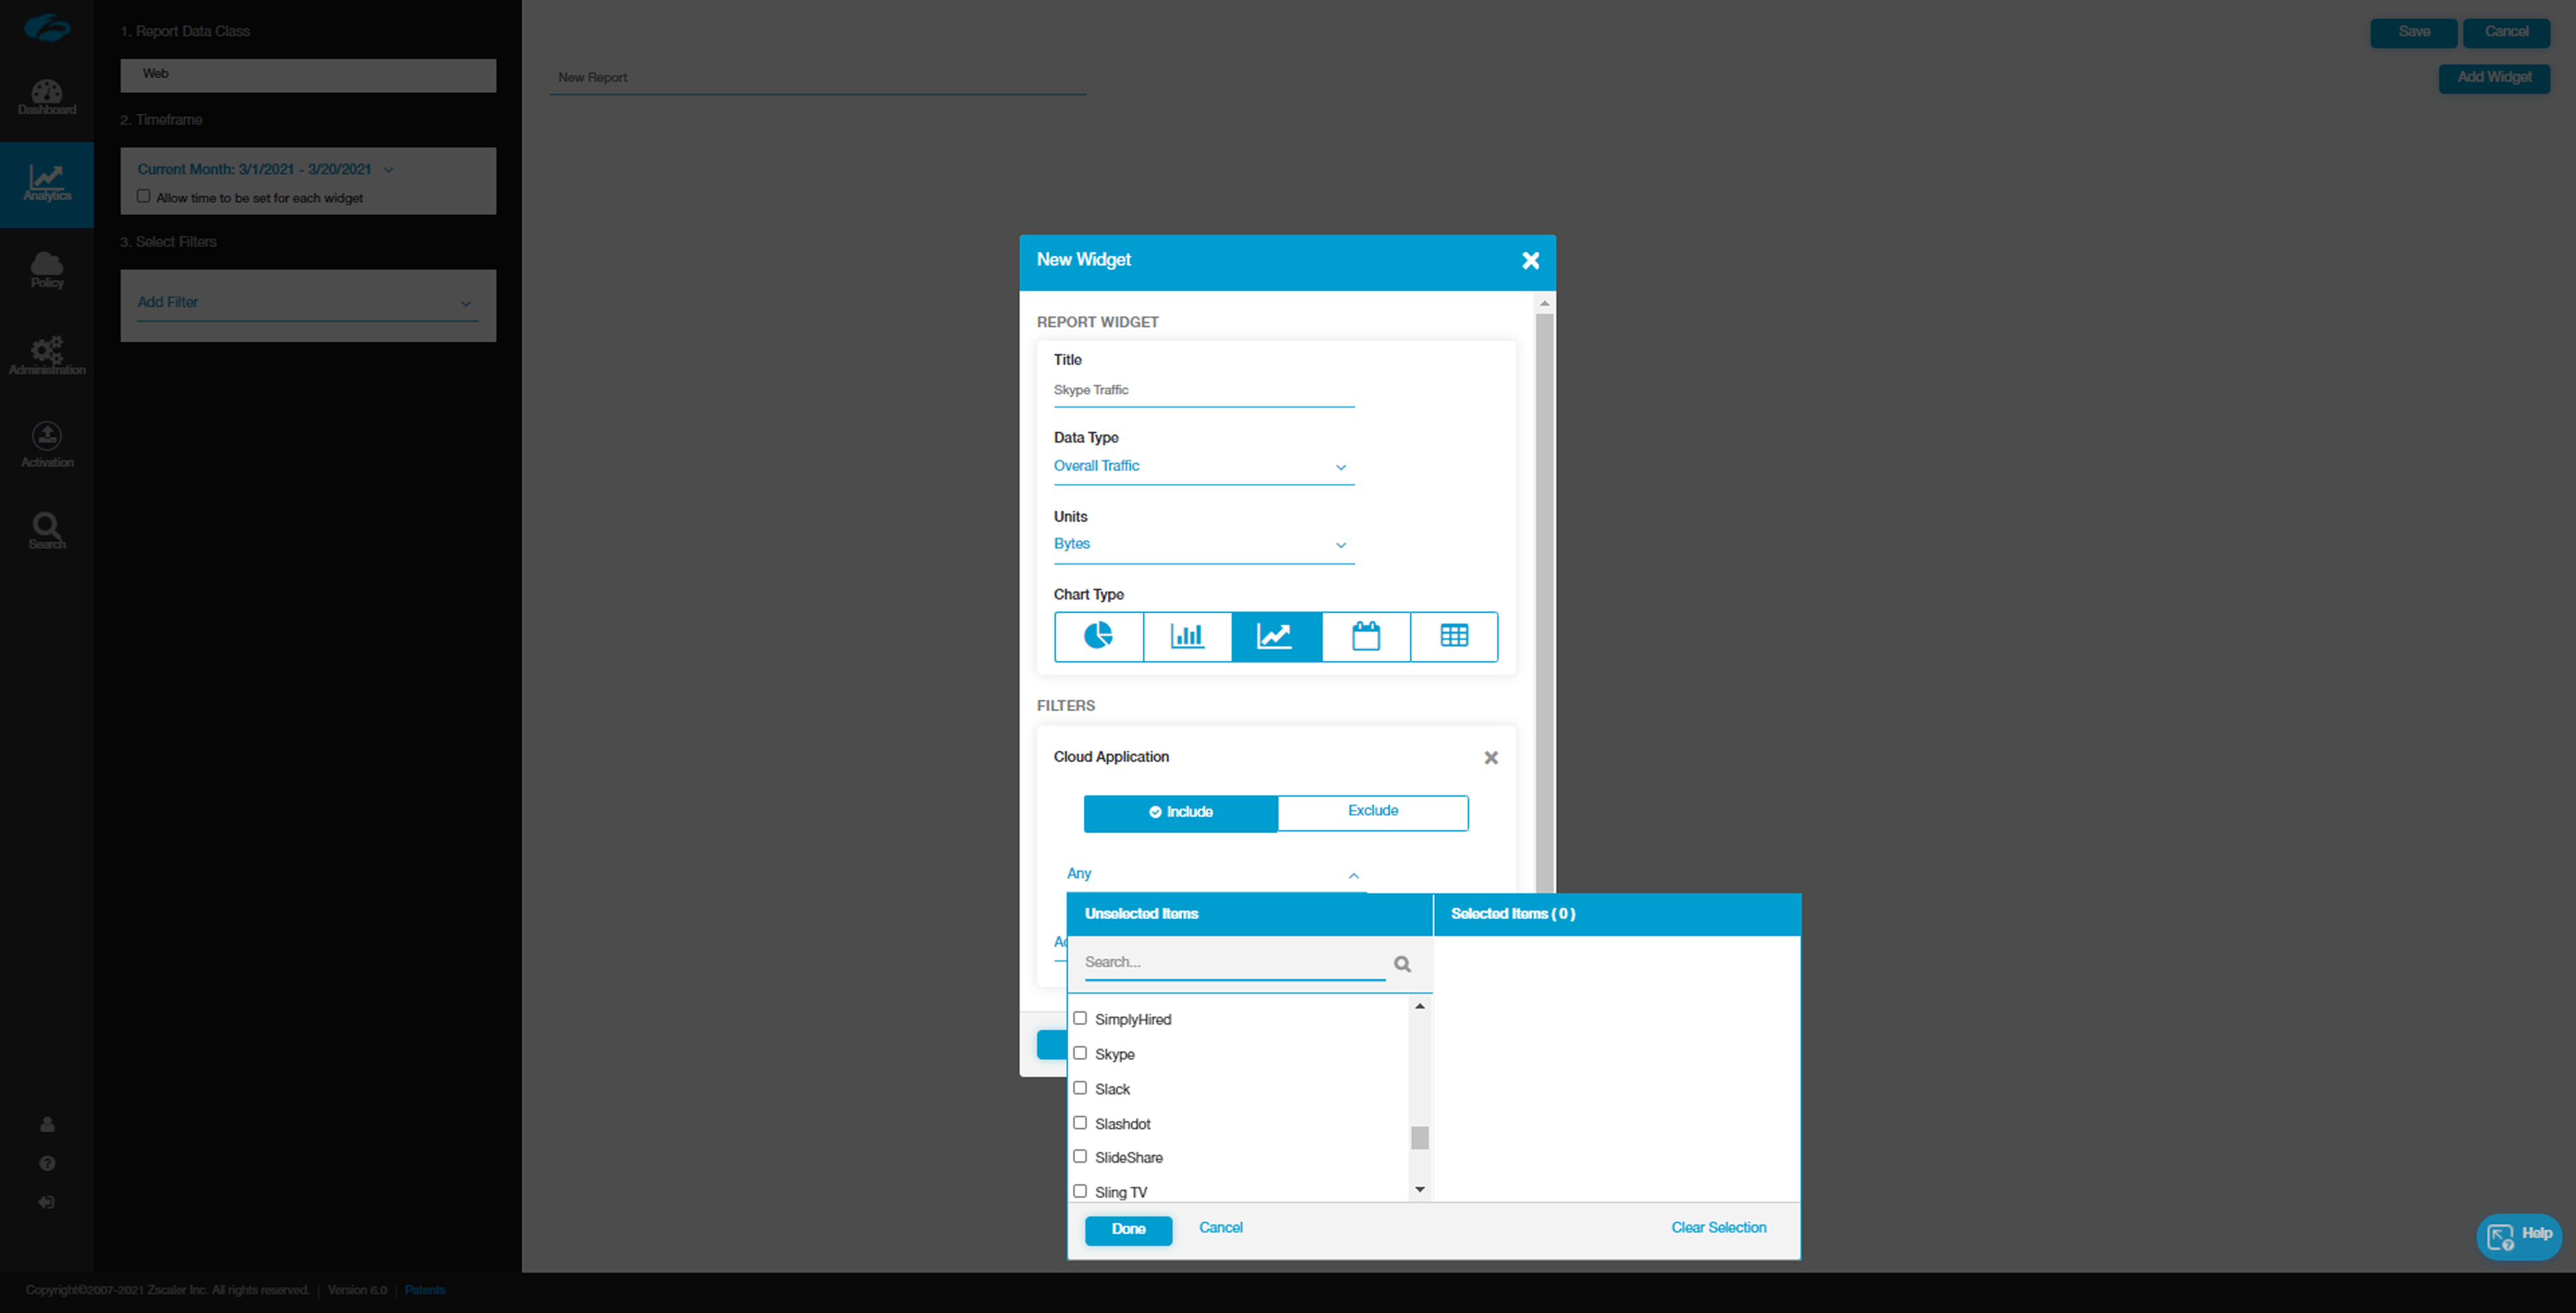 Dashboard
Analytics
Policy
Administration
Activation
Search
1. Report Data Class
Web
2. Timeframe
Current Month: 3/1/2021 - 3/20/2021
Allow time to be set for each widget
3. Select Filters
Add Filter
New Report
Save
Cancel
Add Widget
New Widget
REPORT WIDGET
Title
Skype Traffic
Data Type
Overall Traffic
Units
Bytes
Chart Type
FILTERS
Cloud Application
Include
Exclude
Any
Unselected Items
Selected Items ( 0 )
Search...
SimplyHired
Skype
Slack
Slashdot
SlideShare
Sling TV
Done
Cancel
Clear Selection
Help
Copyright©2007-2021 Zscaler Inc. All rights reserved. | Version 6.0 | Patents